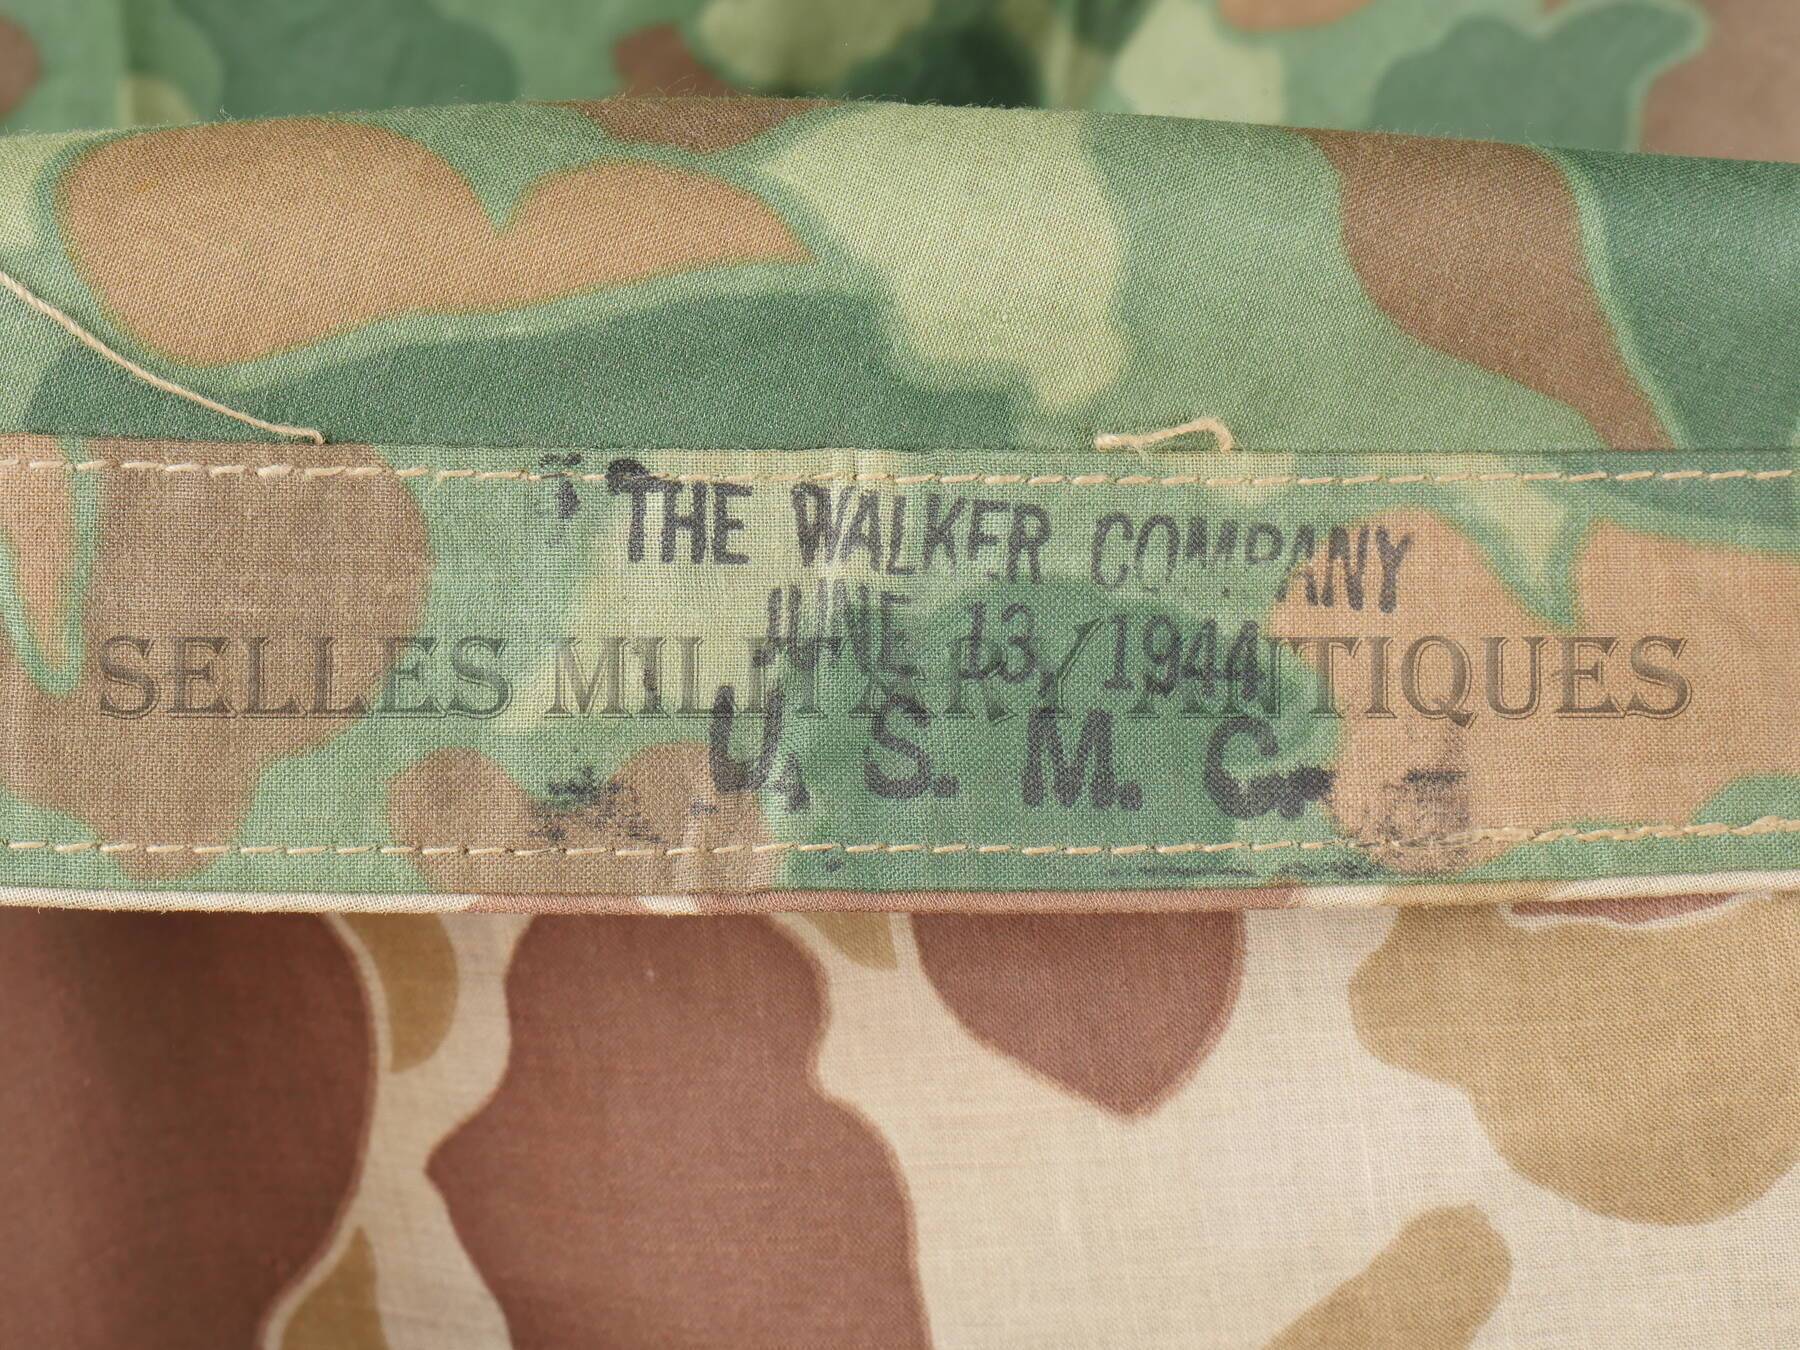 THE WALKER COMPANY
JUNE 13, 1944
SELLES MILITARY ANTIQUES
U. S. M. C.